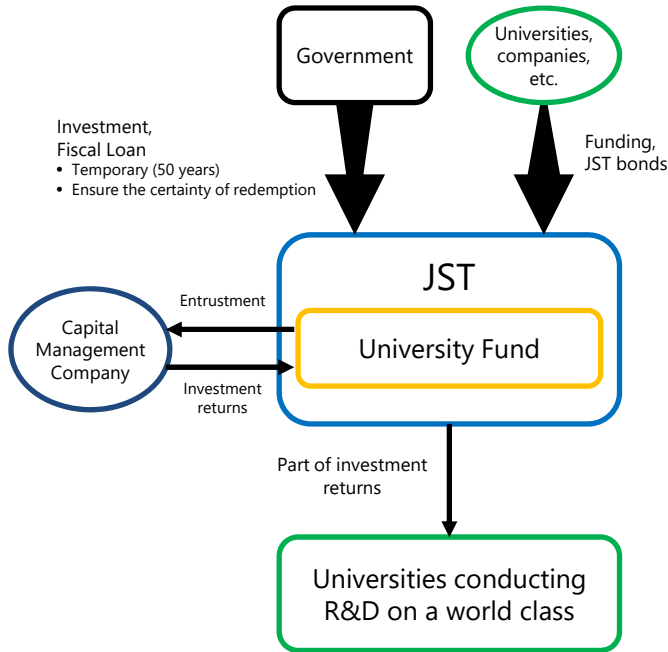 Government
Universities,
companies,
etc.
Investment,
Fiscal Loan
• Temporary (50 years)
• Ensure the certainty of redemption
Funding,
JST bonds
JST
University Fund
Entrustment
Capital
Management
Company
Investment
returns
Part of investment
returns
Universities conducting
R&D on a world class